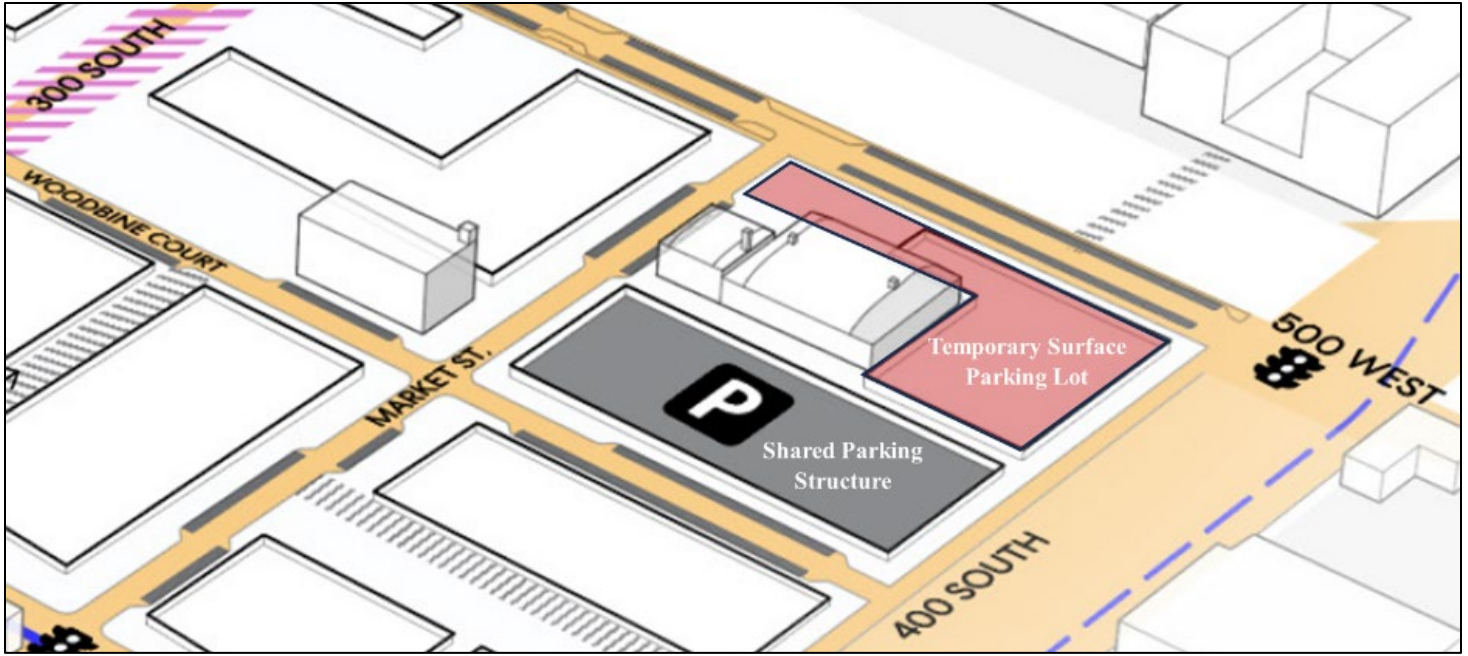 300 SOUTH
WOODBINE COURT
MARKET ST.
P
Temporary Surface
Parking Lot
Shared Parking
Structure
500 WEST
400 SOUTH